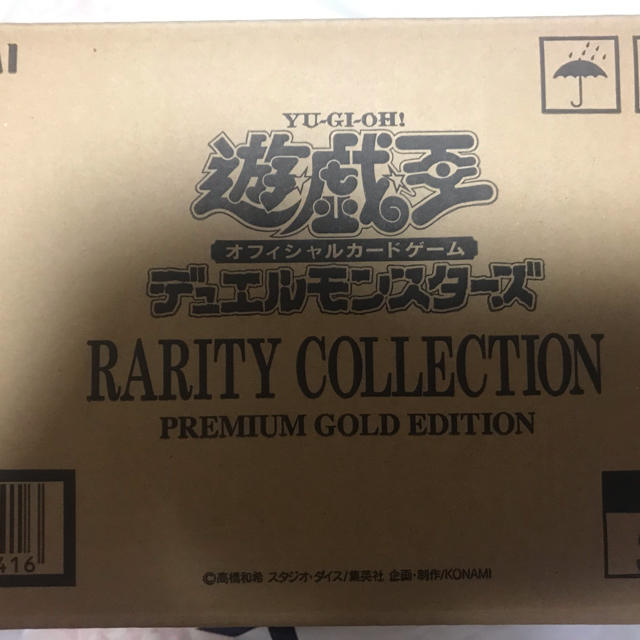 YU-GI-OH!
遊☆戯☆王
オフィシャルカードゲーム
デュエルモンスターズ
RARITY COLLECTION
PREMIUM GOLD EDITION
416
©高橋和希 スタジオ・ダイス/集英社 企画・制作/KONAMI